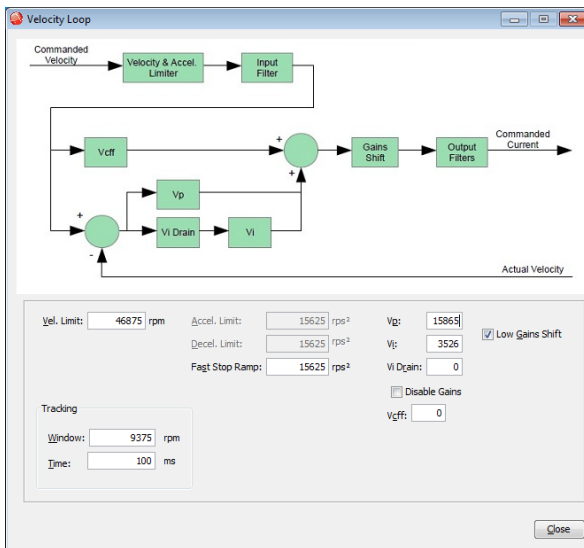 Velocity Loop
Commanded
Velocity
Velocity & Accel.
Limiter
Input
Filter
Vcff
+
+
Gains
Shift
Output
Filters
Commanded
Current
Vp
+
-
Vi Drain
Vi
Actual Velocity
Vel. Limit: 46875 rpm
Accel. Limit: 15625 rps²
Decel. Limit: 15625 rps²
Fast Stop Ramp: 15625 rps²
Vp: 15865
Vi: 3526
Vi Drain: 0
Disable Gains
Vcff: 0
Low Gains Shift
Tracking
Window: 9375 rpm
Time: 100 ms
Close